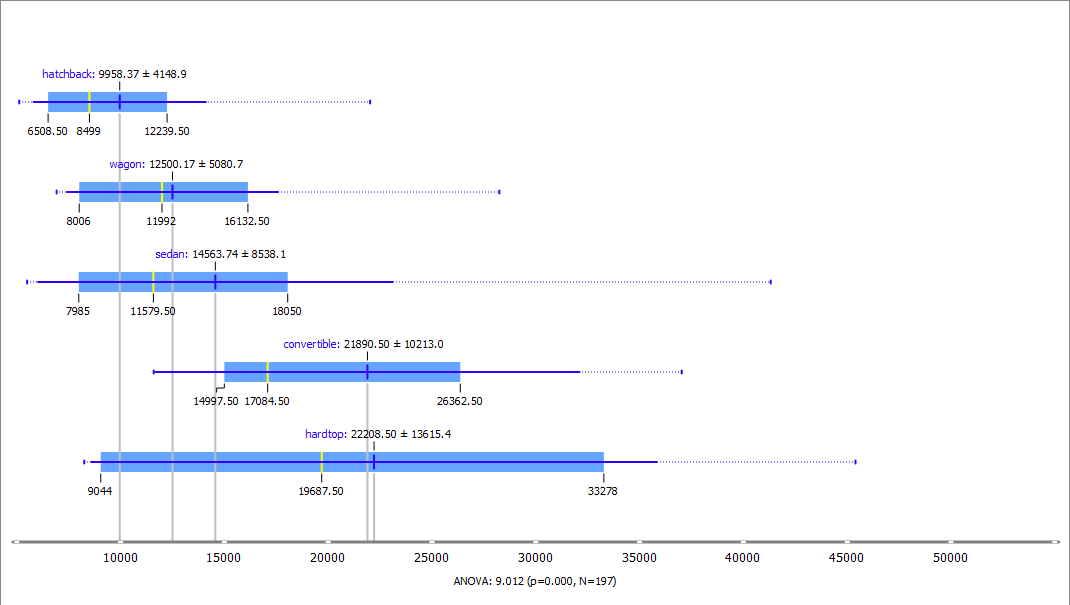 hatchback: 9958.37 ± 4148.9
6508.50 8499 12239.50
wagon: 12500.17 ± 5080.7
8006 11992 16132.50
sedan: 14563.74 ± 8538.1
7985 11579.50 18050
convertible: 21890.50 ± 10213.0
14997.50 17084.50 26362.50
hardtop: 22208.50 ± 13615.4
9044 19687.50 33278
10000 15000 20000 25000 30000 35000 40000 45000 50000
ANOVA: 9.012 (p=0.000, N=197)